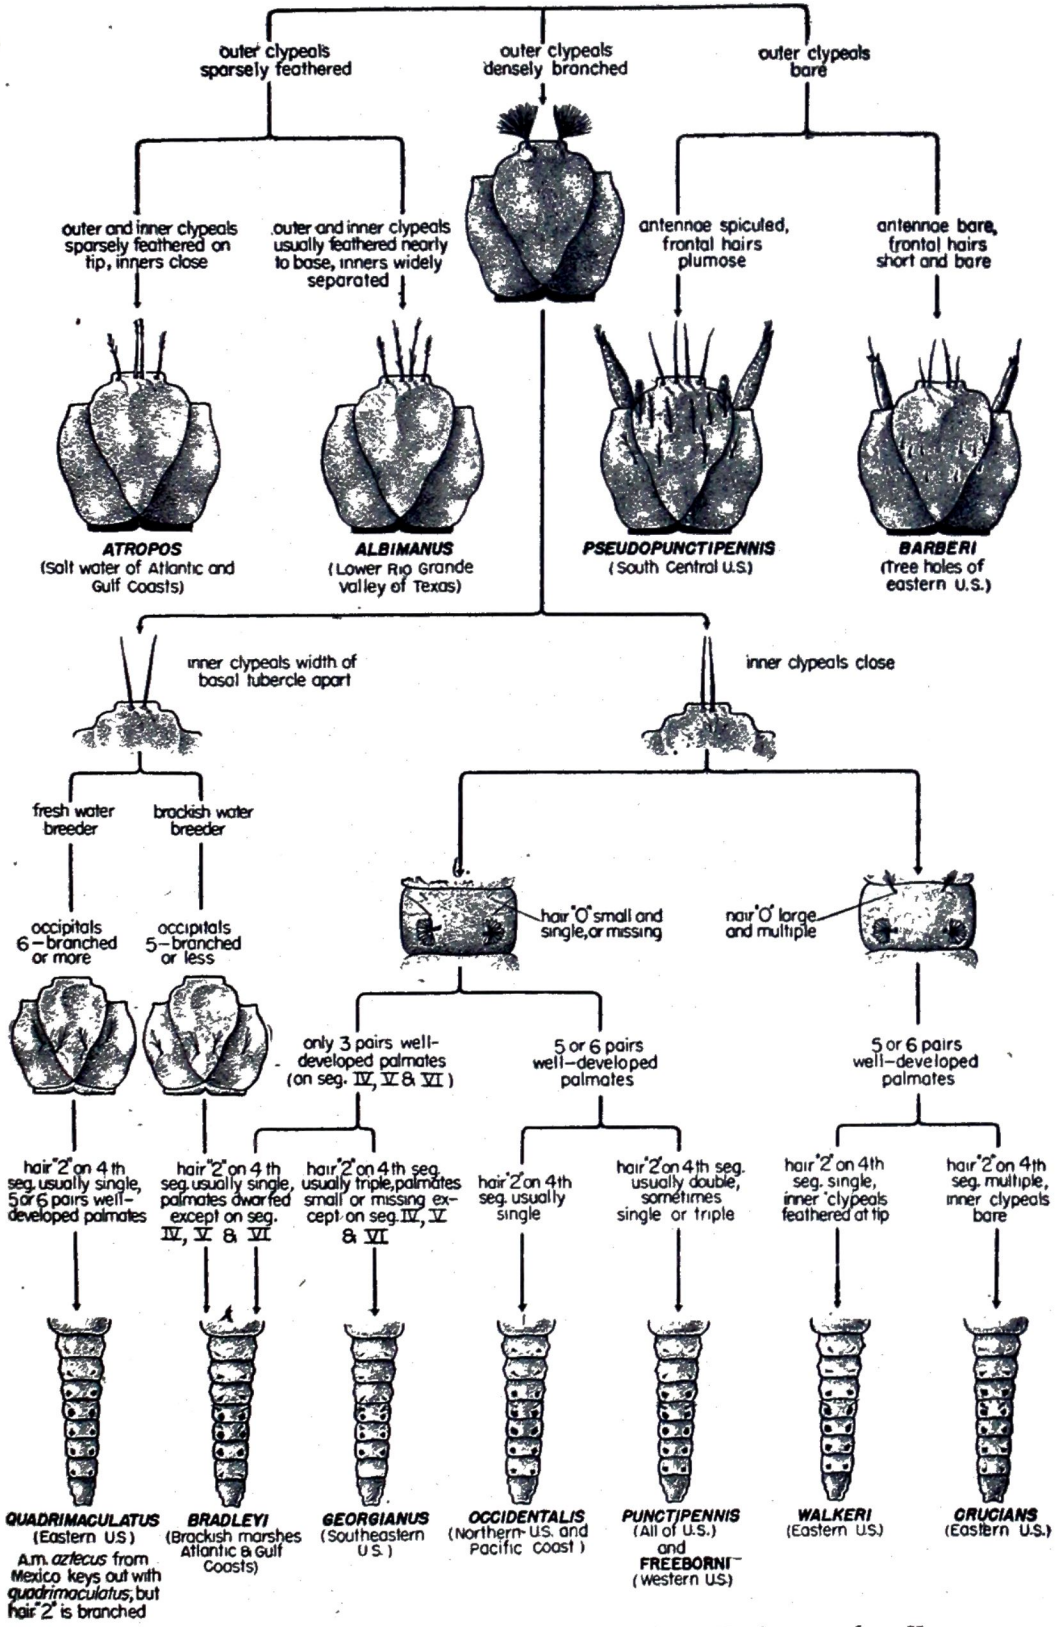 outer clypeals
sparsely feathered
outer clypeals
densely branched
outer clypeals
bare
outer and inner clypeals
sparsely feathered on
tip, inners close
outer and inner clypeals
usually feathered nearly
to base, inners widely
separated
antennae spiculed,
frontal hairs
plumose
antennae bare,
frontal hairs
short and bare
ATROPOS
(Salt water of Atlantic and
Gulf Coasts)
ALBIMANUS
(Lower Rio Grande
Valley of Texas)
PSEUDOPUNCTIPENNIS
(South Central U.S.)
BARBERI
(Tree holes of
eastern U.S.)
inner clypeals width of
basal tubercle apart
inner clypeals close
fresh water
breeder
brackish water
breeder
occipitals
6-branched
or more
occipitals
5-branched
or less
hair "O" small and
single, or missing
hair "O" large
and multiple
only 3 pairs well-
developed palmates
(on seg. IV, V & VI)
5 or 6 pairs
well-developed
palmates
5 or 6 pairs
well-developed
palmates
hair "2" on 4th
seg. usually single,
5 or 6 pairs well-
developed palmates
hair "2" on 4th
seg. usually single,
palmates dwarfed
except on seg.
IV, V & VI
hair "2" on 4th seg.
usually triple, palmates
small or missing ex-
cept on seg. IV, V
& VI
hair "2" on 4th
seg. usually
single
hair "2" on 4th seg.
usually double,
sometimes
single or triple
hair "2" on 4th
seg. single,
inner clypeals
feathered at tip
hair "2" on 4th
seg. multiple,
inner clypeals
bare
QUADRIMACULATUS
(Eastern U.S)
A.m. aztecus from
Mexico keys out with
quadrimaculatus, but
hair "2" is branched
BRADLEYI
(Brackish marshes
Atlantic & Gulf
Coasts)
GEORGIANUS
(Southeastern
U.S.)
OCCIDENTALIS
(Northern U.S. and
Pacific Coast)
PUNCTIPENNIS
(All of U.S.)
and
FREEBORNI
(Western U.S.)
WALKERI
(Eastern U.S.)
CRUCIANS
(Eastern U.S.)